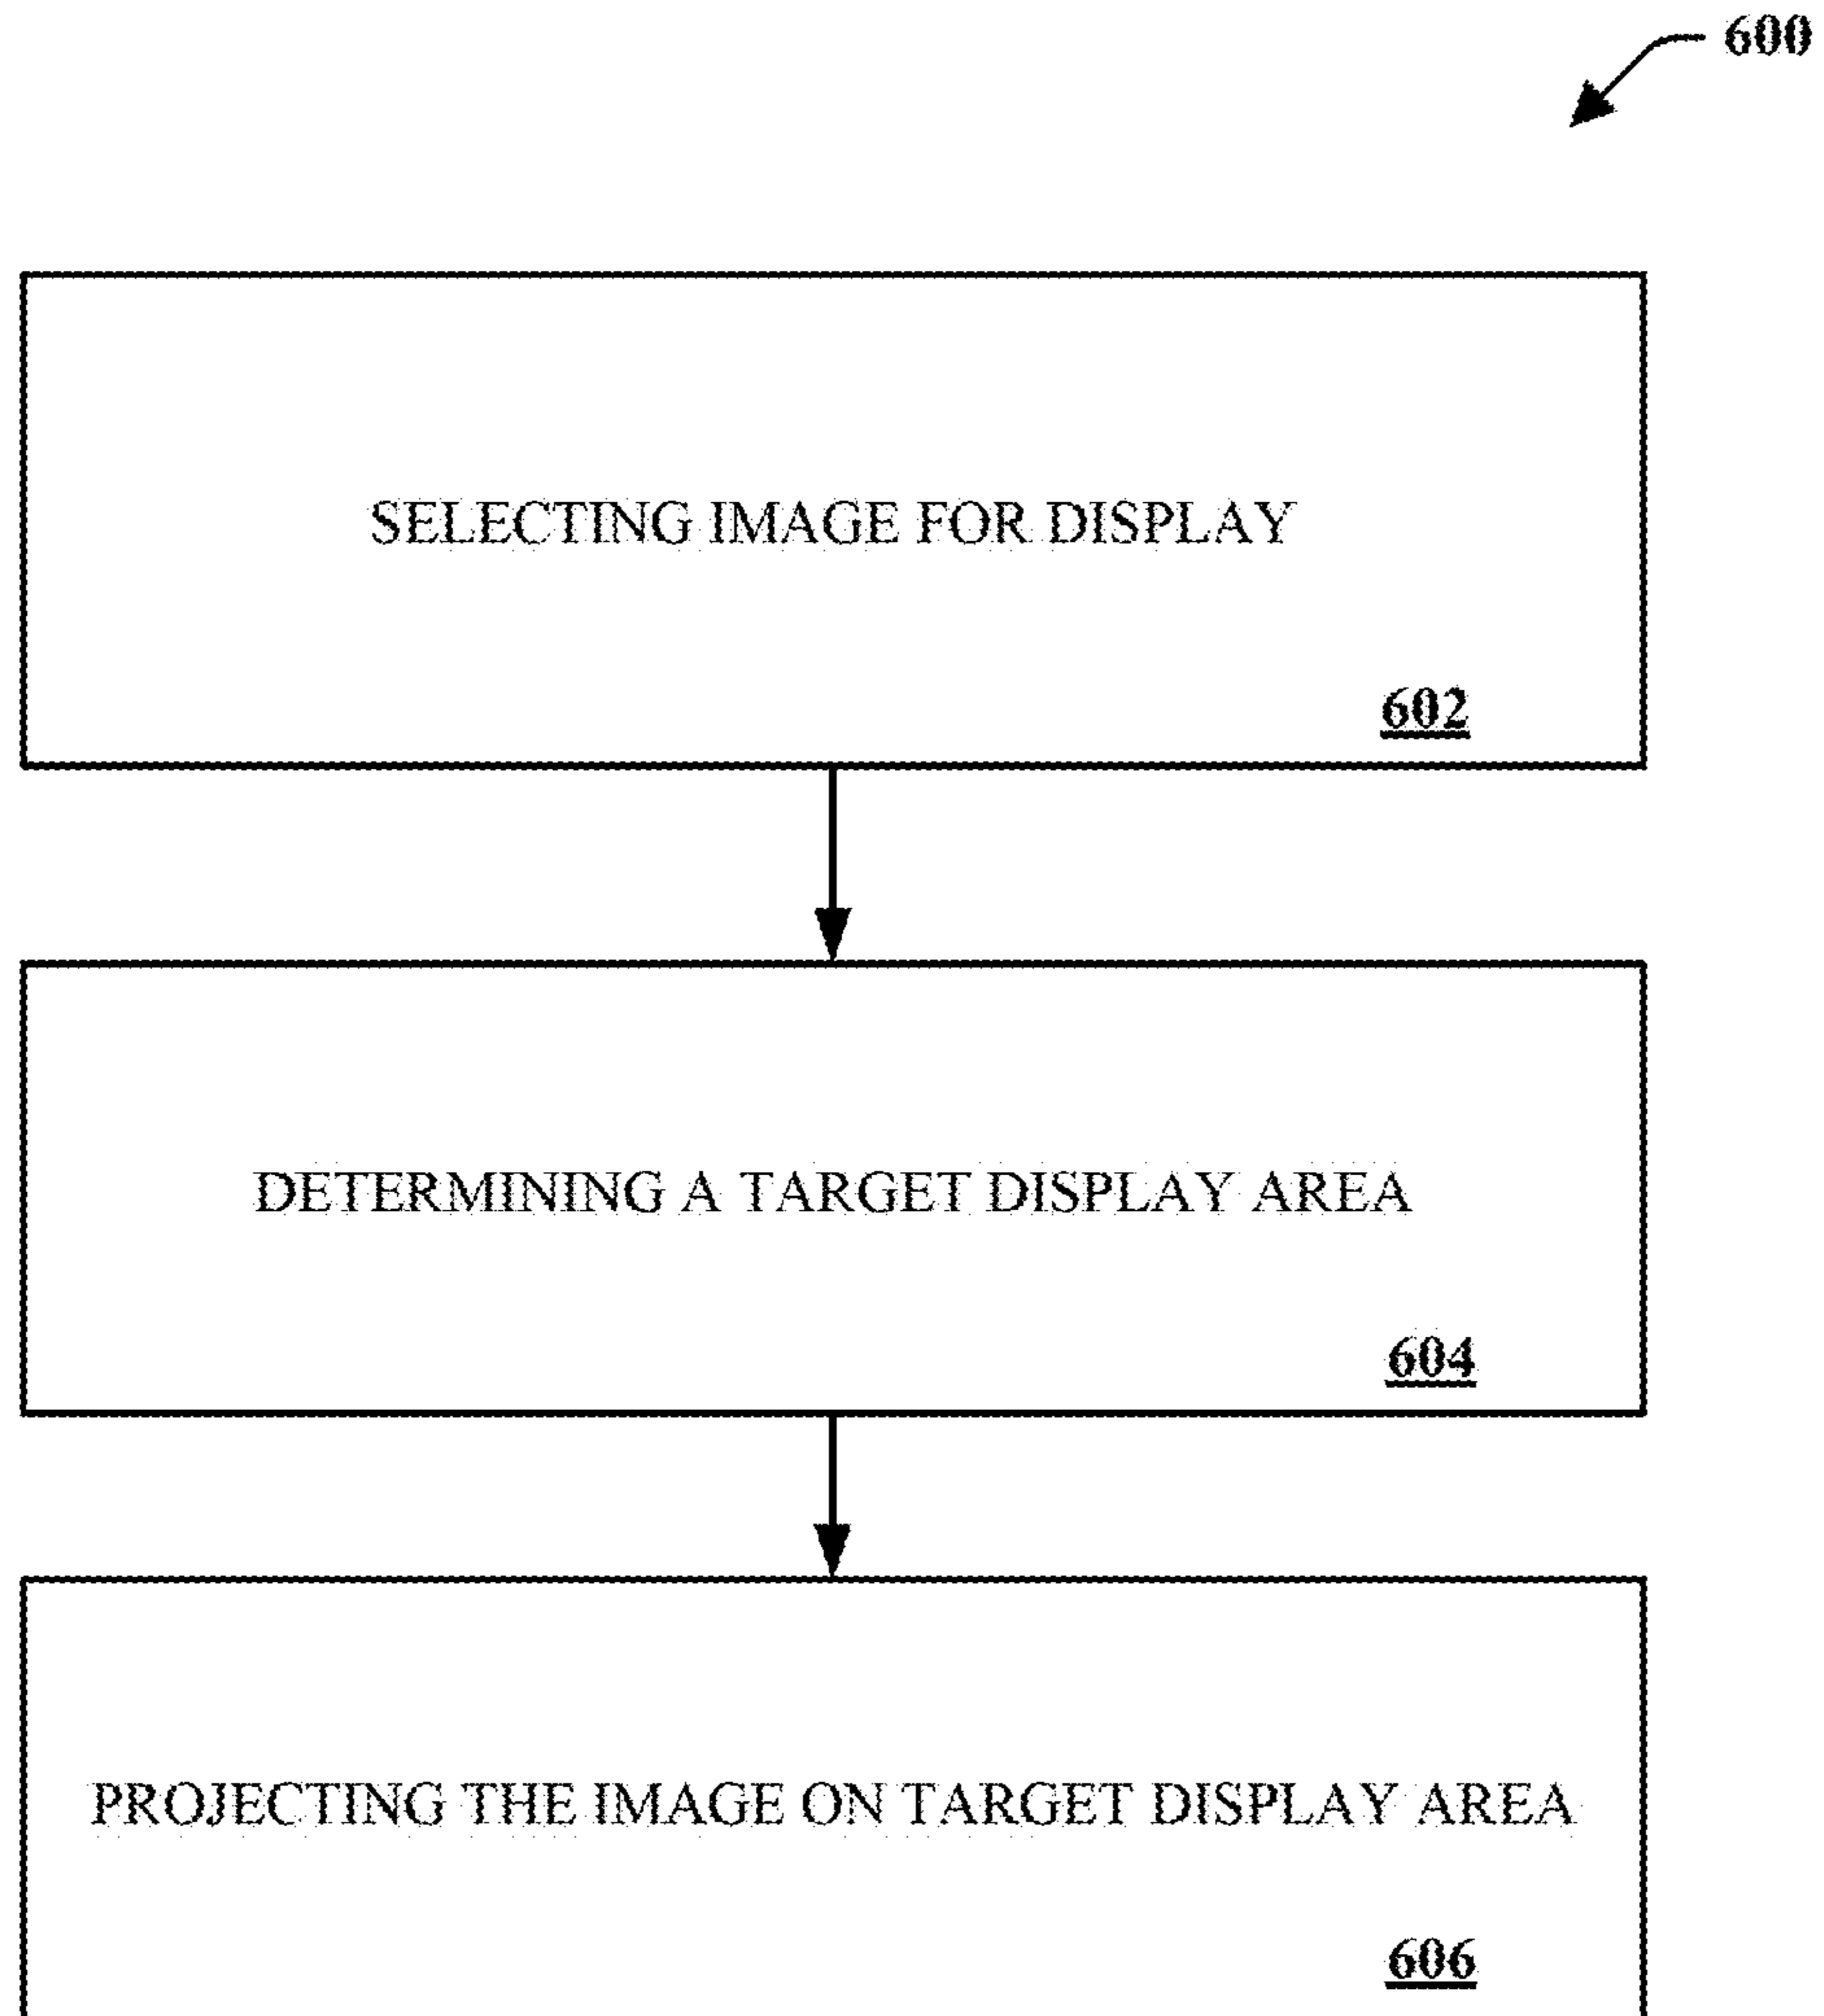 600
SELECTING IMAGE FOR DISPLAY
602
DETERMINING A TARGET DISPLAY AREA
604
PROJECTING THE IMAGE ON TARGET DISPLAY AREA
606